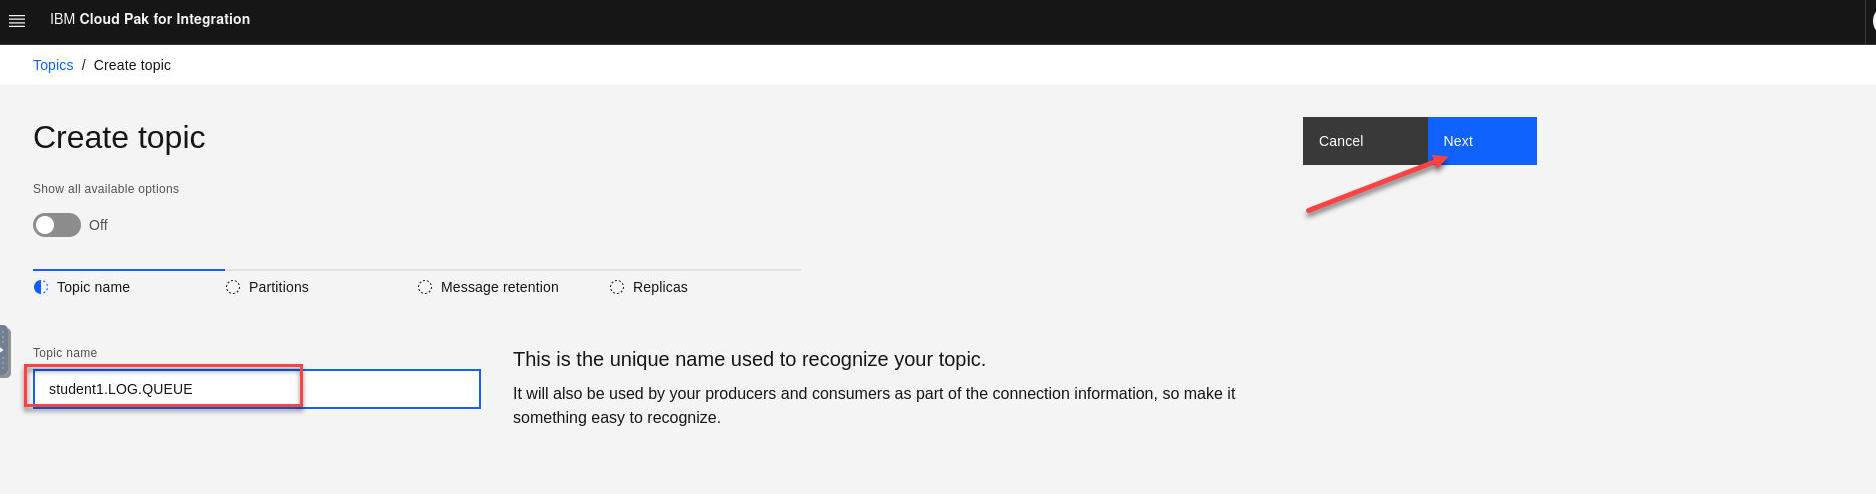 IBM Cloud Pak for Integration
Topics / Create topic
Create topic
Cancel
Next
Show all available options
Off
Topic name
Partitions
Message retention
Replicas
Topic name
student1.LOG.QUEUE
This is the unique name used to recognize your topic.
It will also be used by your producers and consumers as part of the connection information, so make it
something easy to recognize.